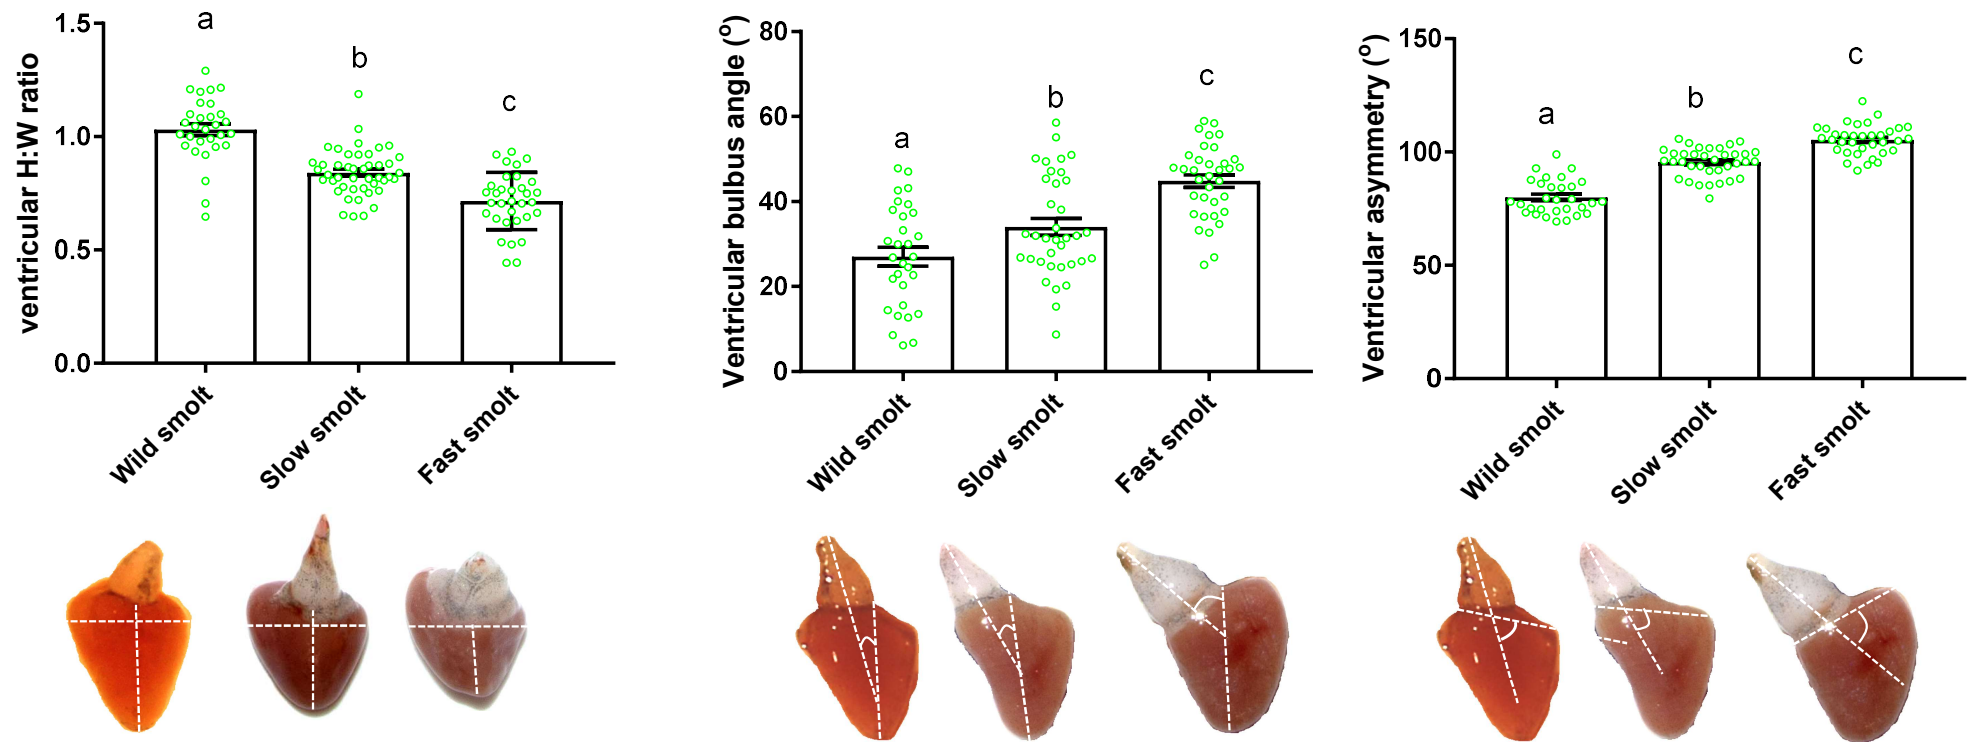 ventricular H:W ratio
1.5
1.0
0.5
0.0
a
b
c
Wild smolt
Slow smolt
Fast smolt
Ventricular bulbus angle (º)
80
60
40
20
0
a
b
c
Wild smolt
Slow smolt
Fast smolt
Ventricular asymmetry (º)
150
100
50
0
a
b
c
Wild smolt
Slow smolt
Fast smolt